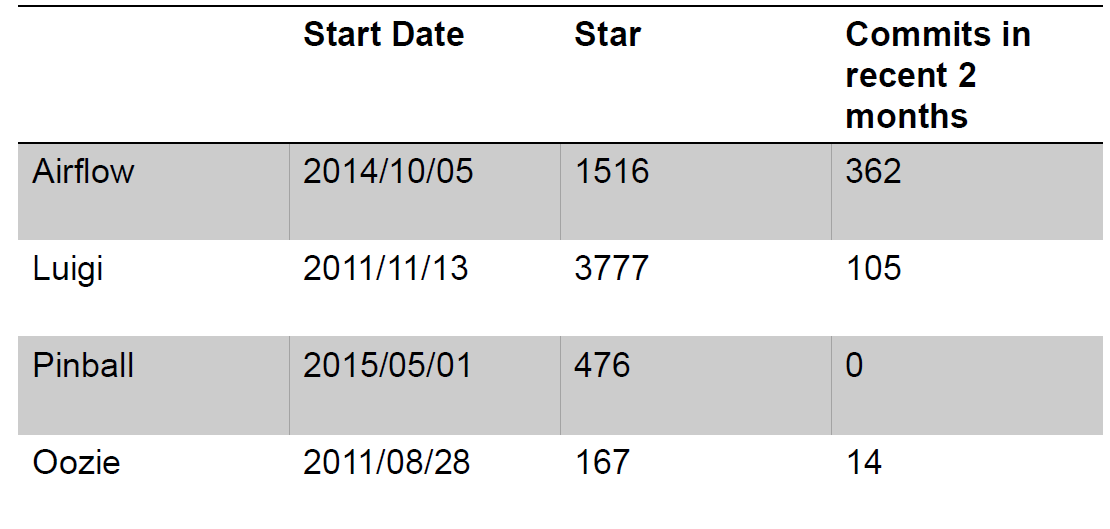 Start Date Star Commits in
recent 2
months
Airflow 2014/10/05 1516 362
Luigi 2011/11/13 3777 105
Pinball 2015/05/01 476 0
Oozie 2011/08/28 167 14